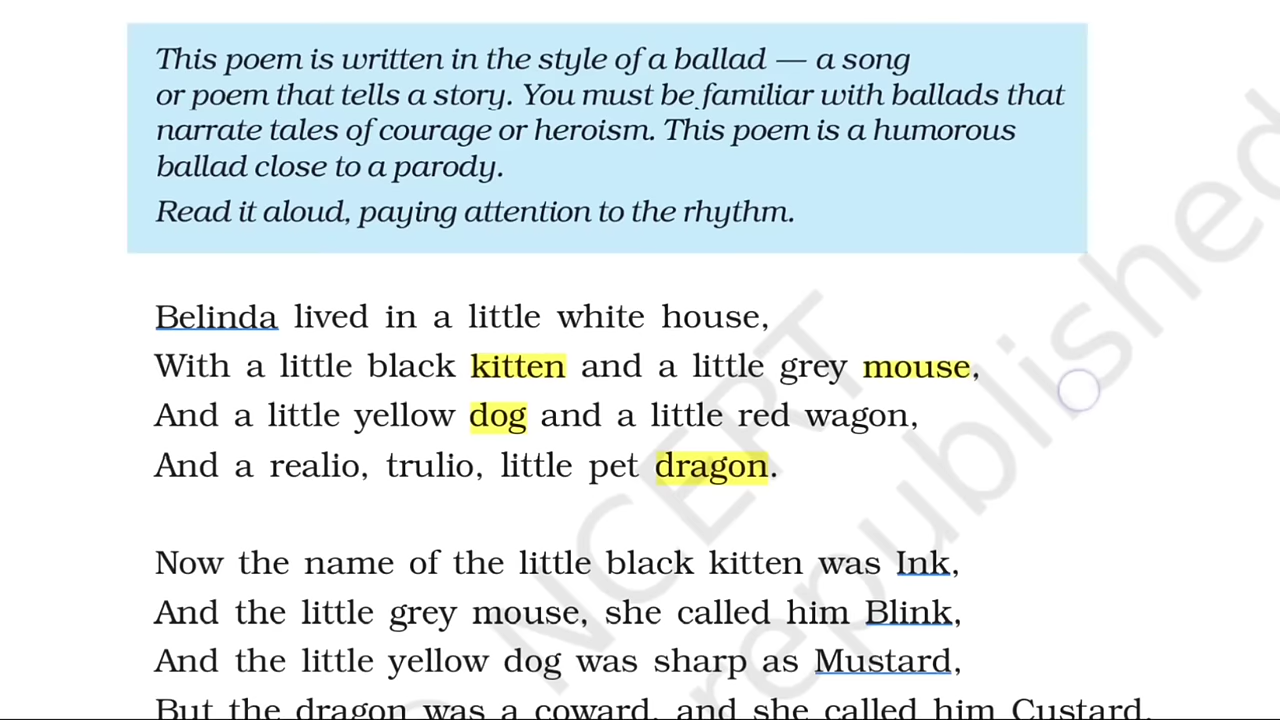 This poem is written in the style of a ballad — a song
or poem that tells a story. You must be familiar with ballads that
narrate tales of courage or heroism. This poem is a humorous
ballad close to a parody.
Read it aloud, paying attention to the rhythm.
Belinda lived in a little white house,
With a little black kitten and a little grey mouse,
And a little yellow dog and a little red wagon,
And a realio, trulio, little pet dragon.
Now the name of the little black kitten was Ink,
And the little grey mouse, she called him Blink,
And the little yellow dog was sharp as Mustard,
But the dragon was a coward, and she called him Custard.
NCERT
republished